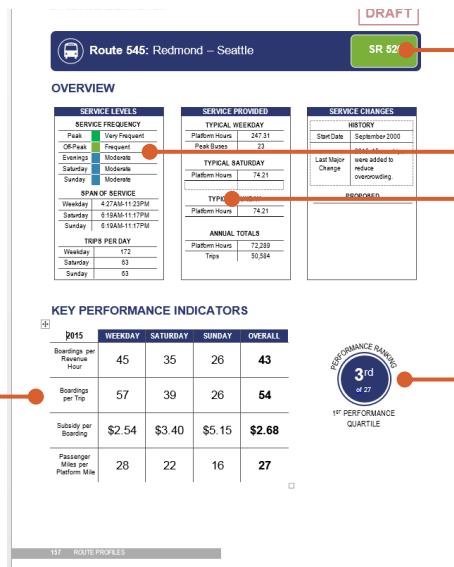 DRAFT
Route 545: Redmond – Seattle
SR 52
OVERVIEW
SERVICE LEVELS
SERVICE FREQUENCY
Peak Very Frequent
Off-Peak Frequent
Evenings Moderate
Saturday Moderate
Sunday Moderate
SPAN OF SERVICE
Weekday 4:27AM-11:23PM
Saturday 6:19AM-11:17PM
Sunday 6:19AM-11:17PM
TRIPS PER DAY
Weekday 172
Saturday 63
Sunday 63
SERVICE PROVIDED
TYPICAL WEEKDAY
Platform Hours 247.31
Peak Buses 23
TYPICAL SATURDAY
Platform Hours 74.21
Platform Hours 74.21
ANNUAL TOTALS
Platform Hours 72,289
Trips 50,584
SERVICE CHANGES
HISTORY
Start Date September 2000
Last Major Change
were added to
reduce
overcrowding.
PROPOSED
KEY PERFORMANCE INDICATORS
2015 WEEKDAY SATURDAY SUNDAY OVERALL
Boardings per Revenue Hour 45 35 26 43
Boardings per Trip 57 39 26 54
Subsidy per Boarding $2.54 $3.40 $5.15 $2.68
Passenger Miles per Platform Mile 28 22 16 27
PERFORMANCE RANKING
3rd
of 27
1ST PERFORMANCE
QUARTILE
157 ROUTE PROFILES